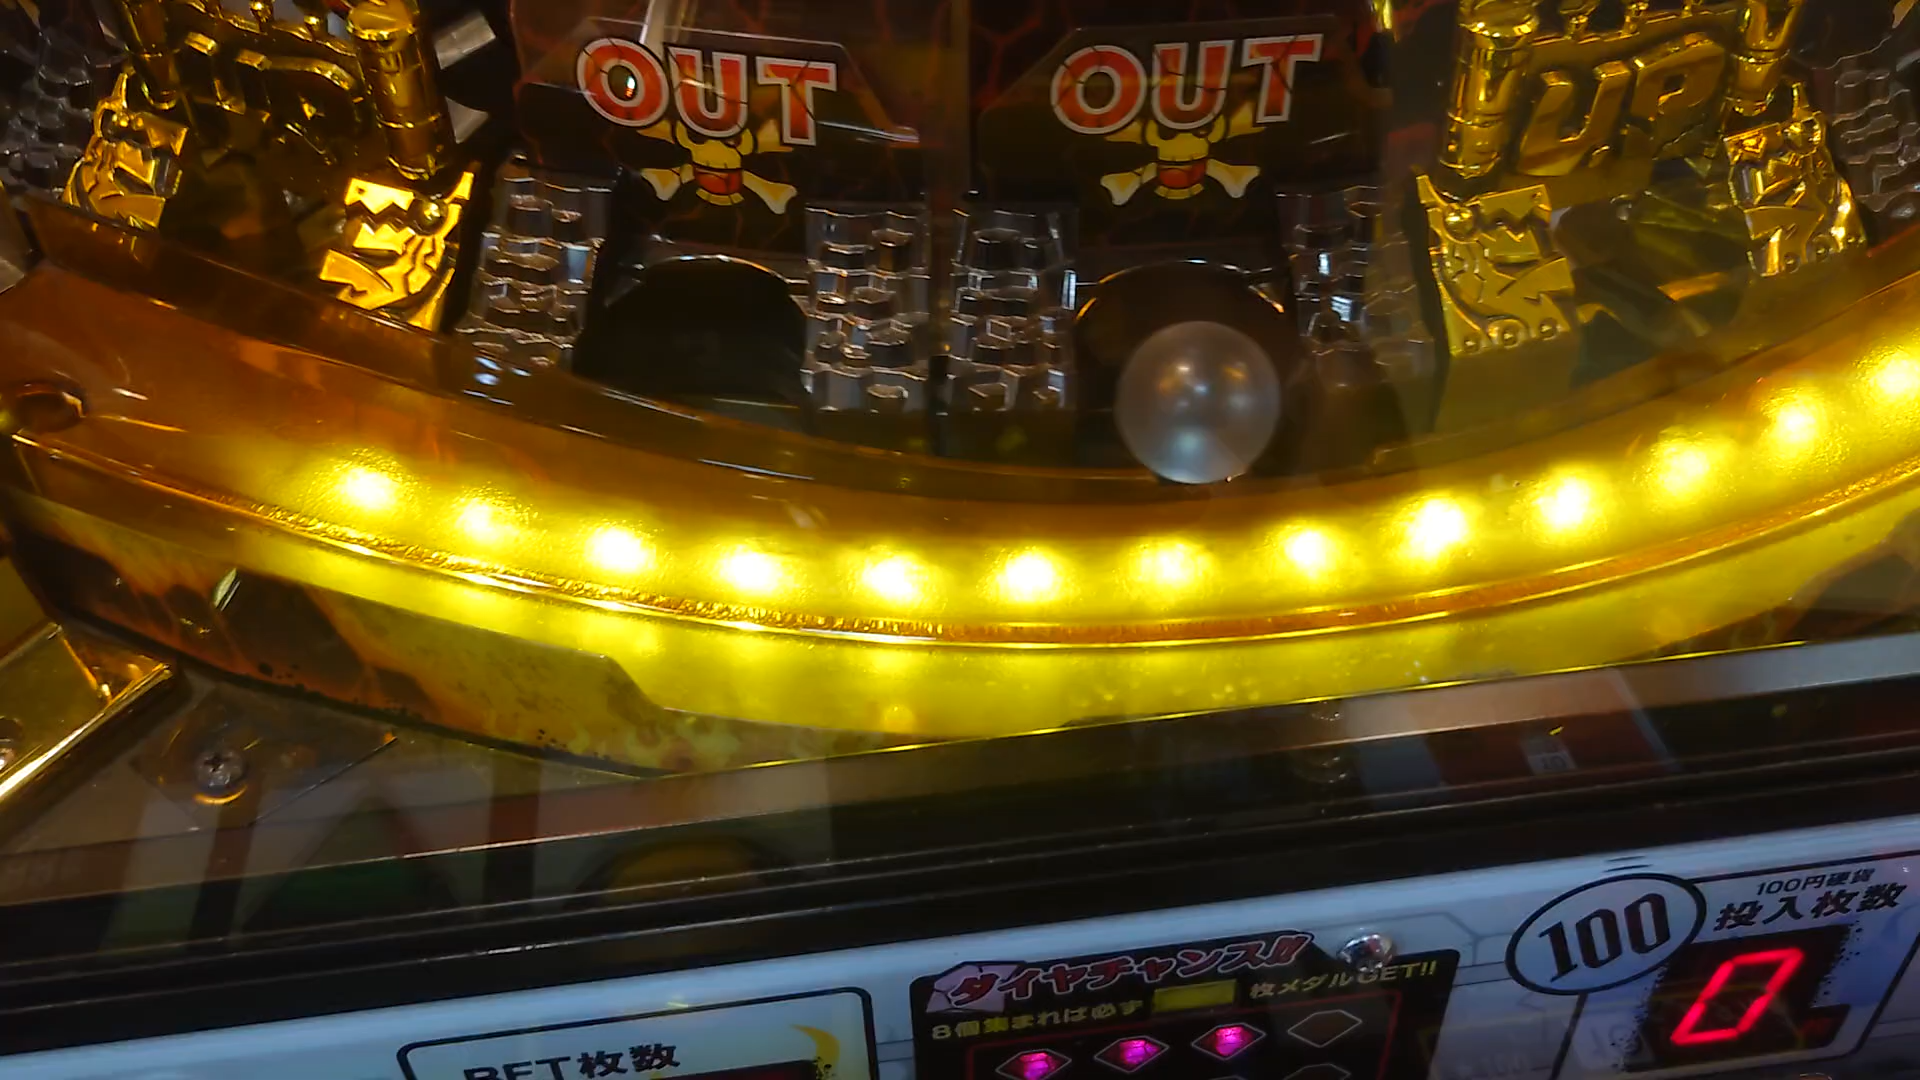 UP
OUT
OUT
UP
100
100円硬貨
投入枚数
0
ダイヤチャンス!!
8個集まれば必ず
枚メダルGET!!
BET枚数